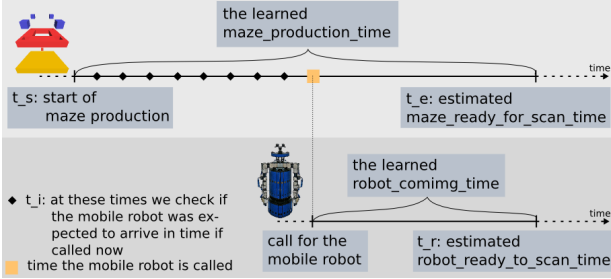 the learned
maze_production_time
time
t_s: start of
maze production
t_e: estimated
maze_ready_for_scan_time
the learned
robot_comimg_time
◆ t_i: at these times we check if
the mobile robot was ex-
pected to arrive in time if
called now
time the mobile robot is called
time
call for the
mobile robot
t_r: estimated
robot_ready_to_scan_time